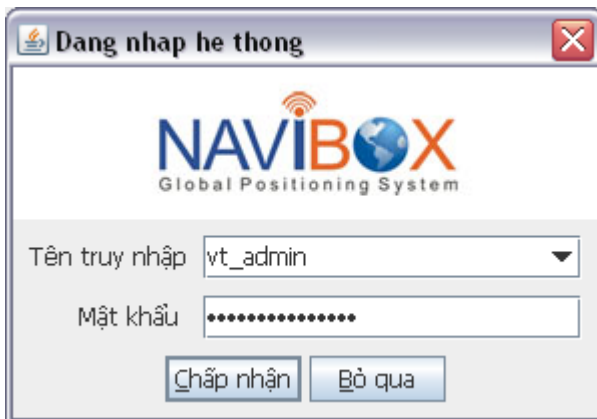 Dang nhap he thong
NAVIBOX
Global Positioning System
Tên truy nhập vt_admin
Mật khẩu •••••••••••••••
Chấp nhận Bỏ qua